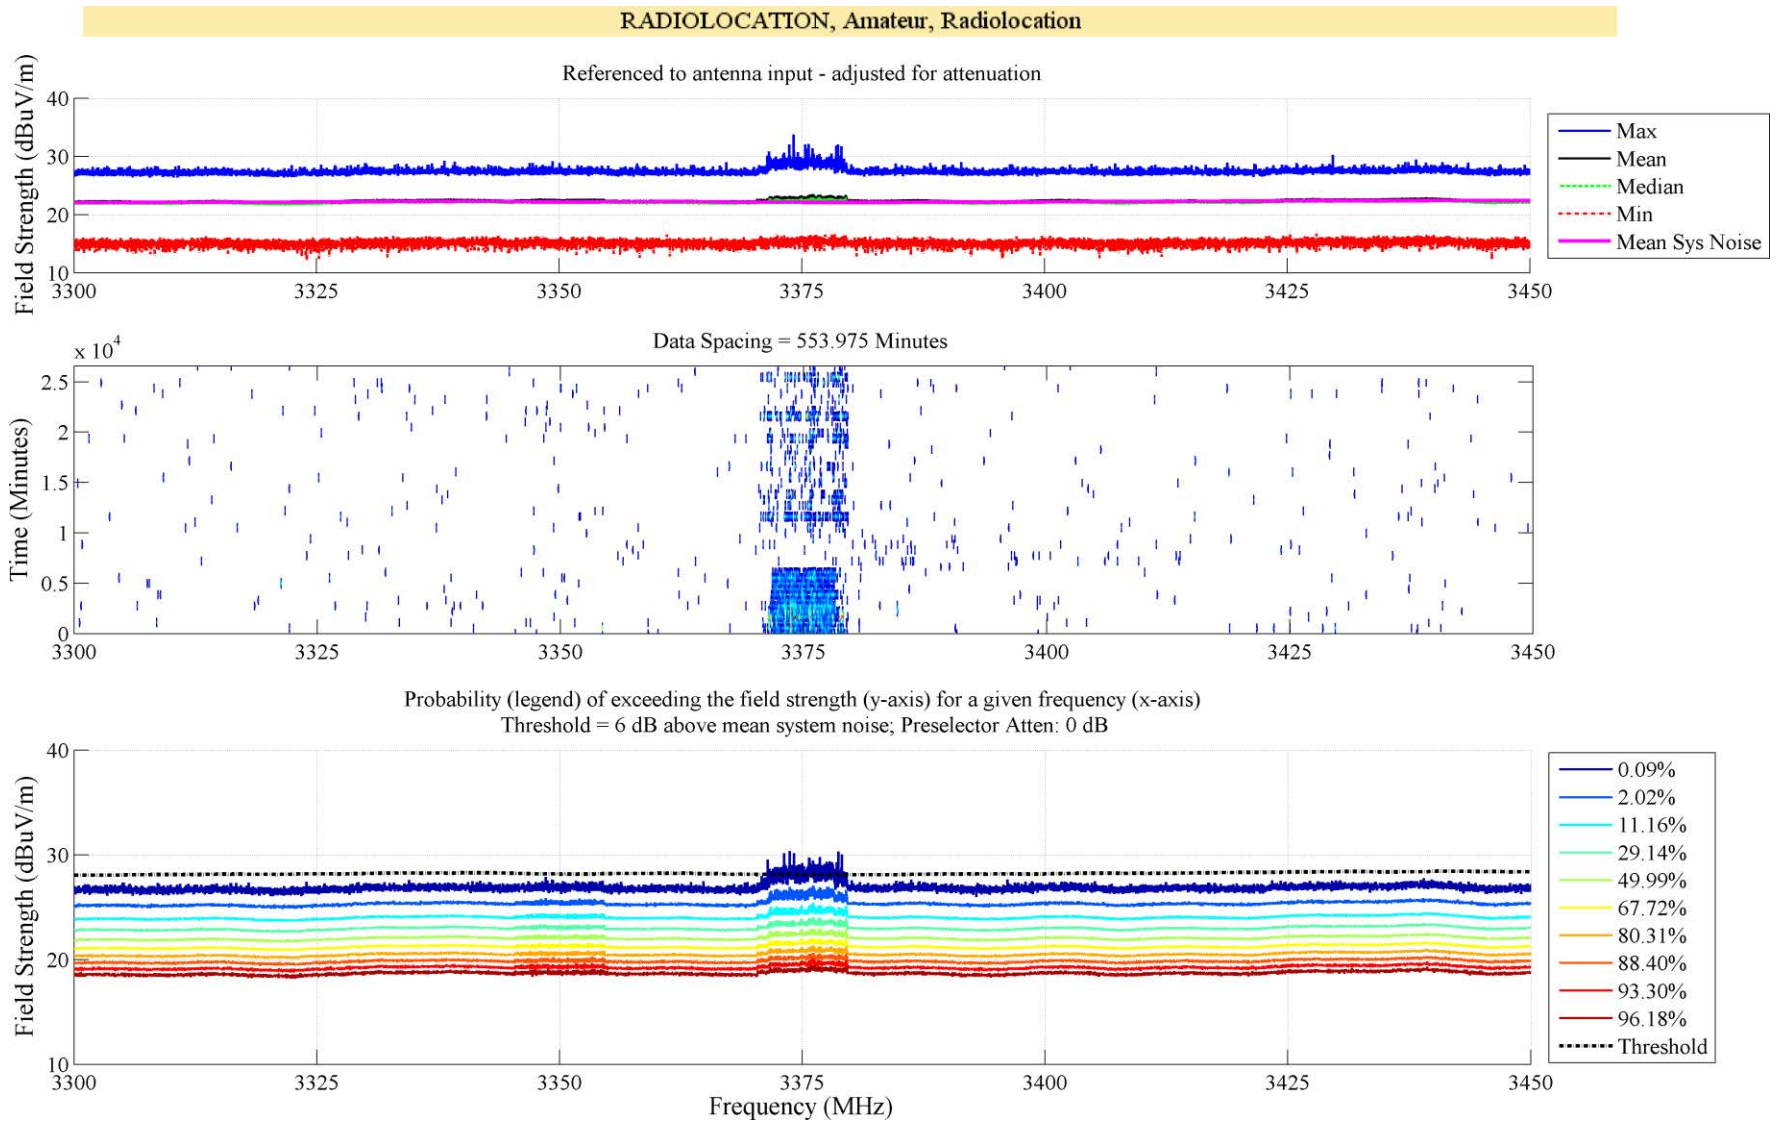 RADIOLOCATION, Amateur, Radiolocation
Referenced to antenna input - adjusted for attenuation
Field Strength (dBuV/m)
40
30
20
10
3300 3325 3350 3375 3400 3425 3450
Max
Mean
Median
Min
Mean Sys Noise
Data Spacing = 553.975 Minutes
x 10^4
Time (Minutes)
2.5
2
1.5
1
0.5
0
3300 3325 3350 3375 3400 3425 3450
Probability (legend) of exceeding the field strength (y-axis) for a given frequency (x-axis)
Threshold = 6 dB above mean system noise; Preselector Atten: 0 dB
Field Strength (dBuV/m)
40
30
20
10
3300 3325 3350 3375 3400 3425 3450
Frequency (MHz)
0.09%
2.02%
11.16%
29.14%
49.99%
67.72%
80.31%
88.40%
93.30%
96.18%
Threshold